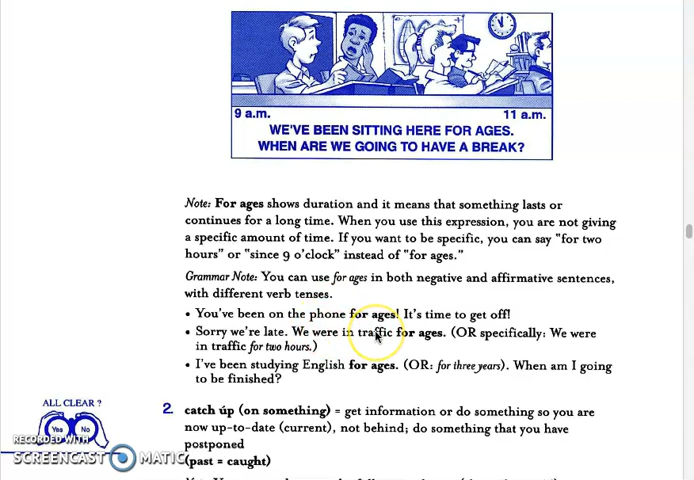 9 a.m. 11 a.m.
WE'VE BEEN SITTING HERE FOR AGES.
WHEN ARE WE GOING TO HAVE A BREAK?
Note: For ages shows duration and it means that something lasts or
continues for a long time. When you use this expression, you are not giving
a specific amount of time. If you want to be specific, you can say "for two
hours" or "since 9 o'clock" instead of "for ages."
Grammar Note: You can use for ages in both negative and affirmative sentences,
with different verb tenses.
• You've been on the phone for ages! It's time to get off!
• Sorry we're late. We were in traffic for ages. (OR specifically: We were
in traffic for two hours.)
• I've been studying English for ages. (OR: for three years). When am I going
to be finished?
ALL CLEAR?
Yes No
2. catch up (on something) = get information or do something so you are
now up-to-date (current), not behind; do something that you have
postponed
(past = caught)
RECORDED WITH
SCREENCAST MATIC